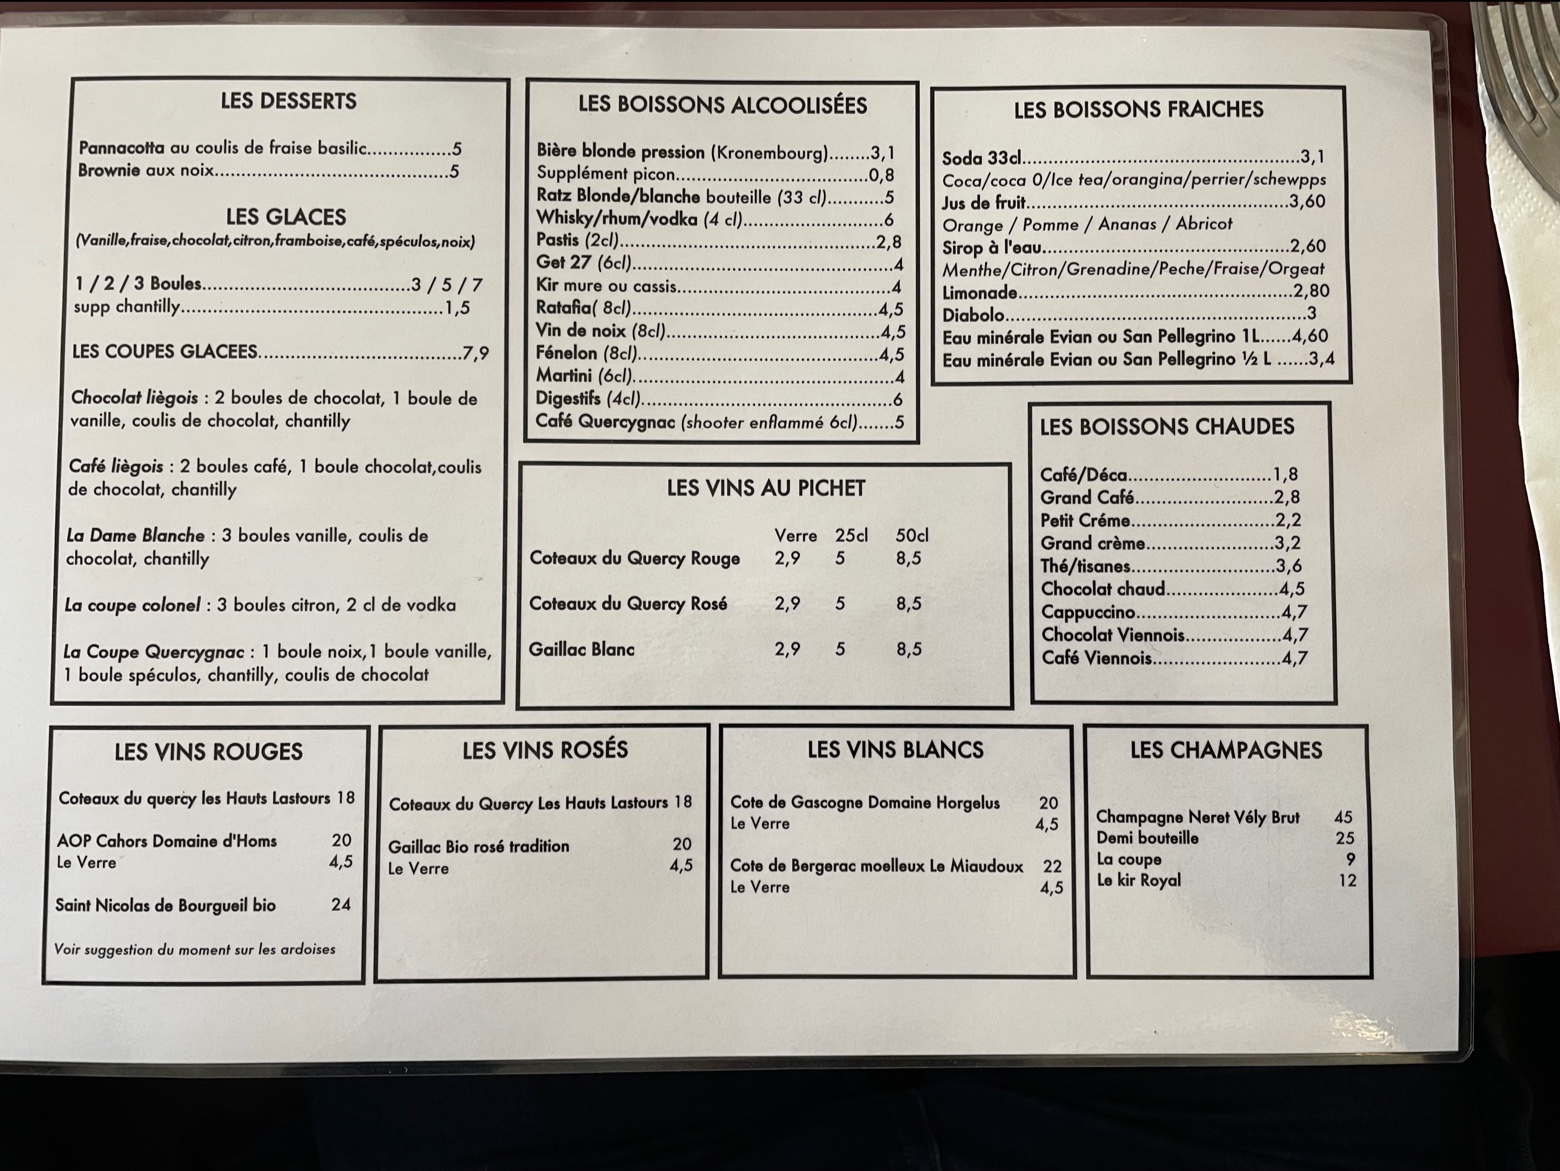 LES DESSERTS
Pannacotta au coulis de fraise basilic...............5
Brownie aux noix..........................................5
LES GLACES
(Vanille,fraise,chocolat,citron,framboise,café,spéculos,noix)
1 / 2 / 3 Boules......................................3 / 5 / 7
supp chantilly...............................................1,5
LES COUPES GLACEES.....................................7,9
Chocolat liègois : 2 boules de chocolat, 1 boule de
vanille, coulis de chocolat, chantilly
Café liègois : 2 boules café, 1 boule chocolat,coulis
de chocolat, chantilly
La Dame Blanche : 3 boules vanille, coulis de
chocolat, chantilly
La coupe colonel : 3 boules citron, 2 cl de vodka
La Coupe Quercygnac : 1 boule noix,1 boule vanille,
1 boule spéculos, chantilly, coulis de chocolat
LES BOISSONS ALCOOLISÉES
Bière blonde pression (Kronembourg)........3,1
Supplément picon...................................0,8
Ratz Blonde/blanche bouteille (33 cl)..........5
Whisky/rhum/vodka (4 cl).........................6
Pastis (2cl)..............................................2,8
Get 27 (6cl)...............................................4
Kir mure ou cassis.......................................4
Ratafia( 8cl)............................................4,5
Vin de noix (8cl)......................................4,5
Fénelon (8cl)...........................................4,5
Martini (6cl)...............................................4
Digestifs (4cl).............................................6
Café Quercygnac (shooter enflammé 6cl).......5
LES BOISSONS FRAICHES
Soda 33cl..................................................3,1
Coca/coca 0/Ice tea/orangina/perrier/schewpps
Jus de fruit...............................................3,60
Orange / Pomme / Ananas / Abricot
Sirop à l'eau.............................................2,60
Menthe/Citron/Grenadine/Peche/Fraise/Orgeat
Limonade..................................................2,80
Diabolo.......................................................3
Eau minérale Evian ou San Pellegrino 1L......4,60
Eau minérale Evian ou San Pellegrino ½ L ......3,4
LES VINS AU PICHET
Verre 25cl 50cl
Coteaux du Quercy Rouge 2,9 5 8,5
Coteaux du Quercy Rosé 2,9 5 8,5
Gaillac Blanc 2,9 5 8,5
LES BOISSONS CHAUDES
Café/Déca..........................1,8
Grand Café.........................2,8
Petit Créme..........................2,2
Grand crème.......................3,2
Thé/tisanes..........................3,6
Chocolat chaud....................4,5
Cappuccino..........................4,7
Chocolat Viennois.................4,7
Café Viennois.......................4,7
LES VINS ROUGES
Coteaux du quercy les Hauts Lastours 18
AOP Cahors Domaine d'Homs 20
Le Verre 4,5
Saint Nicolas de Bourgueil bio 24
Voir suggestion du moment sur les ardoises
LES VINS ROSÉS
Coteaux du Quercy Les Hauts Lastours 18
Gaillac Bio rosé tradition 20
Le Verre 4,5
LES VINS BLANCS
Cote de Gascogne Domaine Horgelus 20
Le Verre 4,5
Cote de Bergerac moelleux Le Miaudoux 22
Le Verre 4,5
LES CHAMPAGNES
Champagne Neret Vély Brut 45
Demi bouteille 25
La coupe 9
Le kir Royal 12